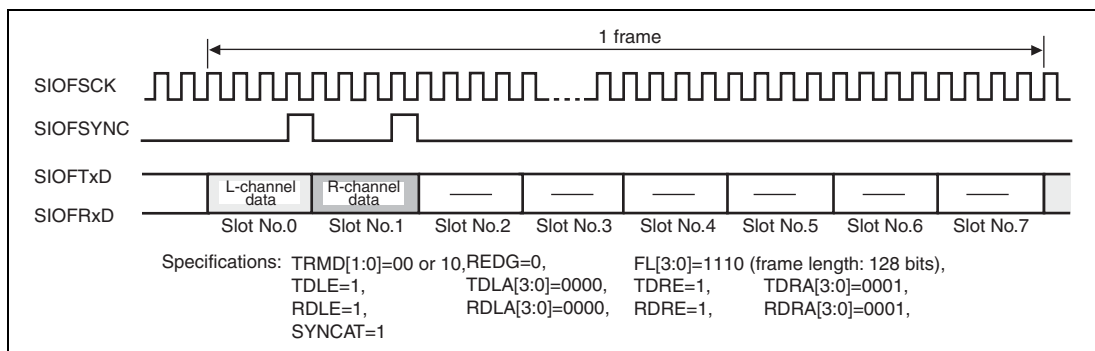 1 frame
SIOFSCK
SIOFSYNC
SIOFTxD
L-channel data
R-channel data
SIOFRxD
Slot No.0 Slot No.1 Slot No.2 Slot No.3 Slot No.4 Slot No.5 Slot No.6 Slot No.7
Specifications: TRMD[1:0]=00 or 10, REDG=0, FL[3:0]=1110 (frame length: 128 bits),
TDLE=1, TDLA[3:0]=0000, TDRE=1, TDRA[3:0]=0001,
RDLE=1, RDLA[3:0]=0000, RDRE=1, RDRA[3:0]=0001,
SYNCAT=1